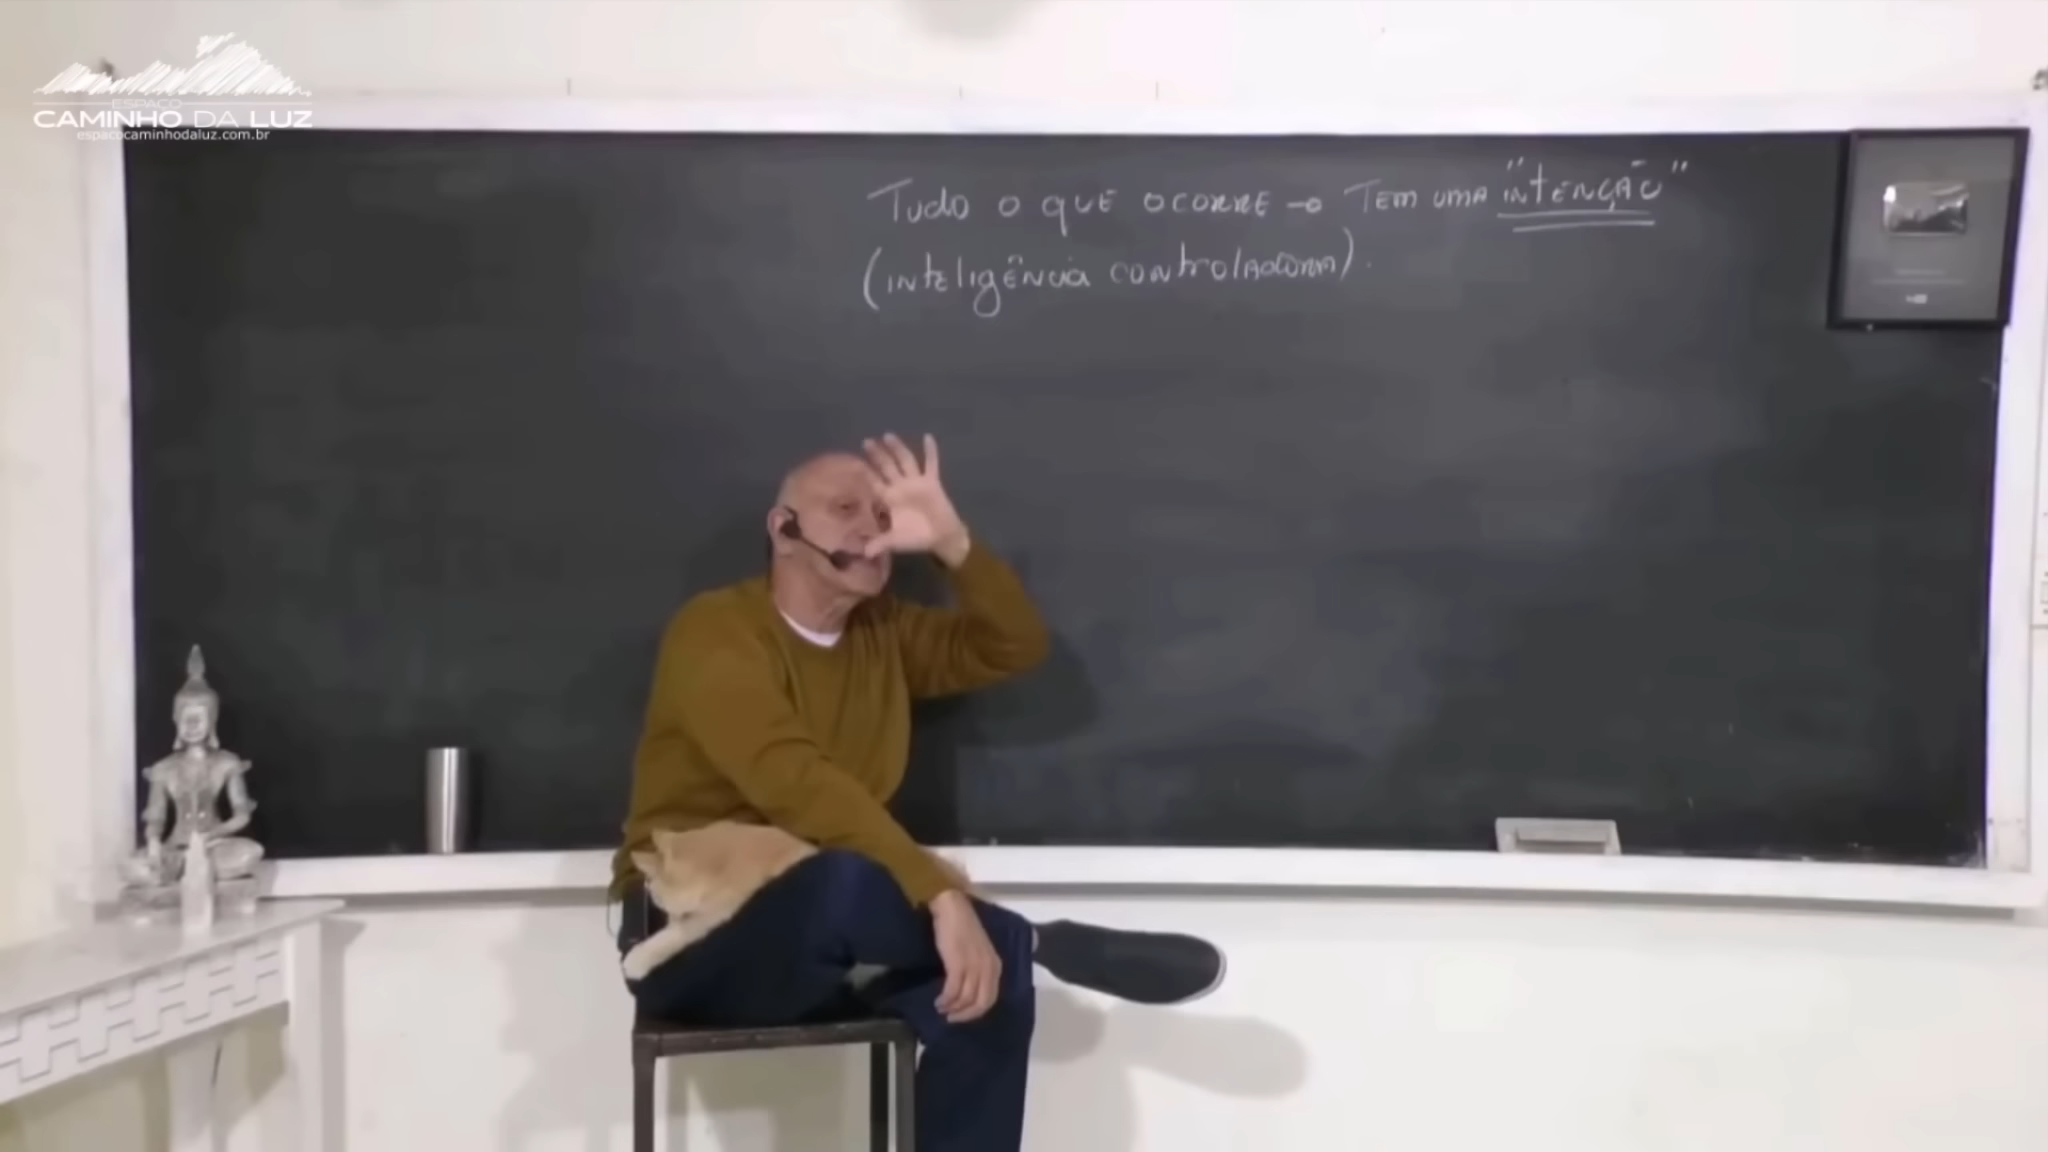 ESPAÇO
CAMINHO DA LUZ
espacocaminhodaluz.com.br
Tudo o que ocorre → Tem uma "intenção"
(inteligência controladora).